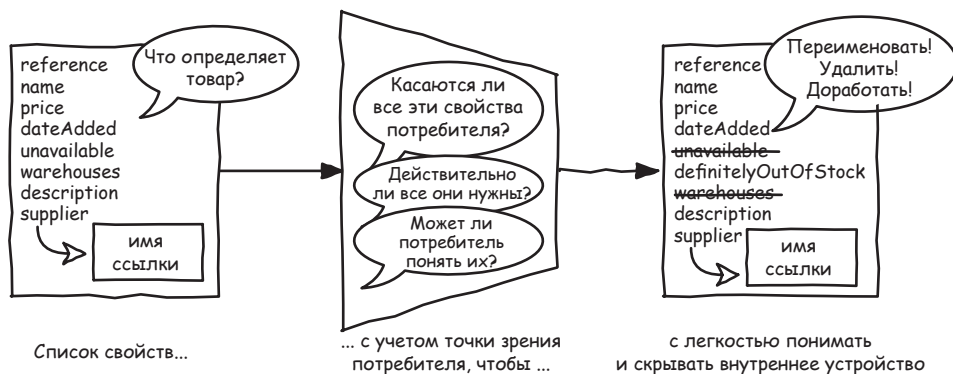 reference
name
price
dateAdded
unavailable
warehouses
description
supplier
Что определяет
товар?
имя
ссылки
Список свойств...
Касаются ли
все эти свойства
потребителя?
Действительно
ли все они нужны?
Может ли
потребитель
понять их?
... с учетом точки зрения
потребителя, чтобы ...
reference
name
price
dateAdded
unavailable
definitelyOutOfStock
warehouses
description
supplier
Переименовать!
Удалить!
Доработать!
имя
ссылки
с легкостью понимать
и скрывать внутреннее устройство